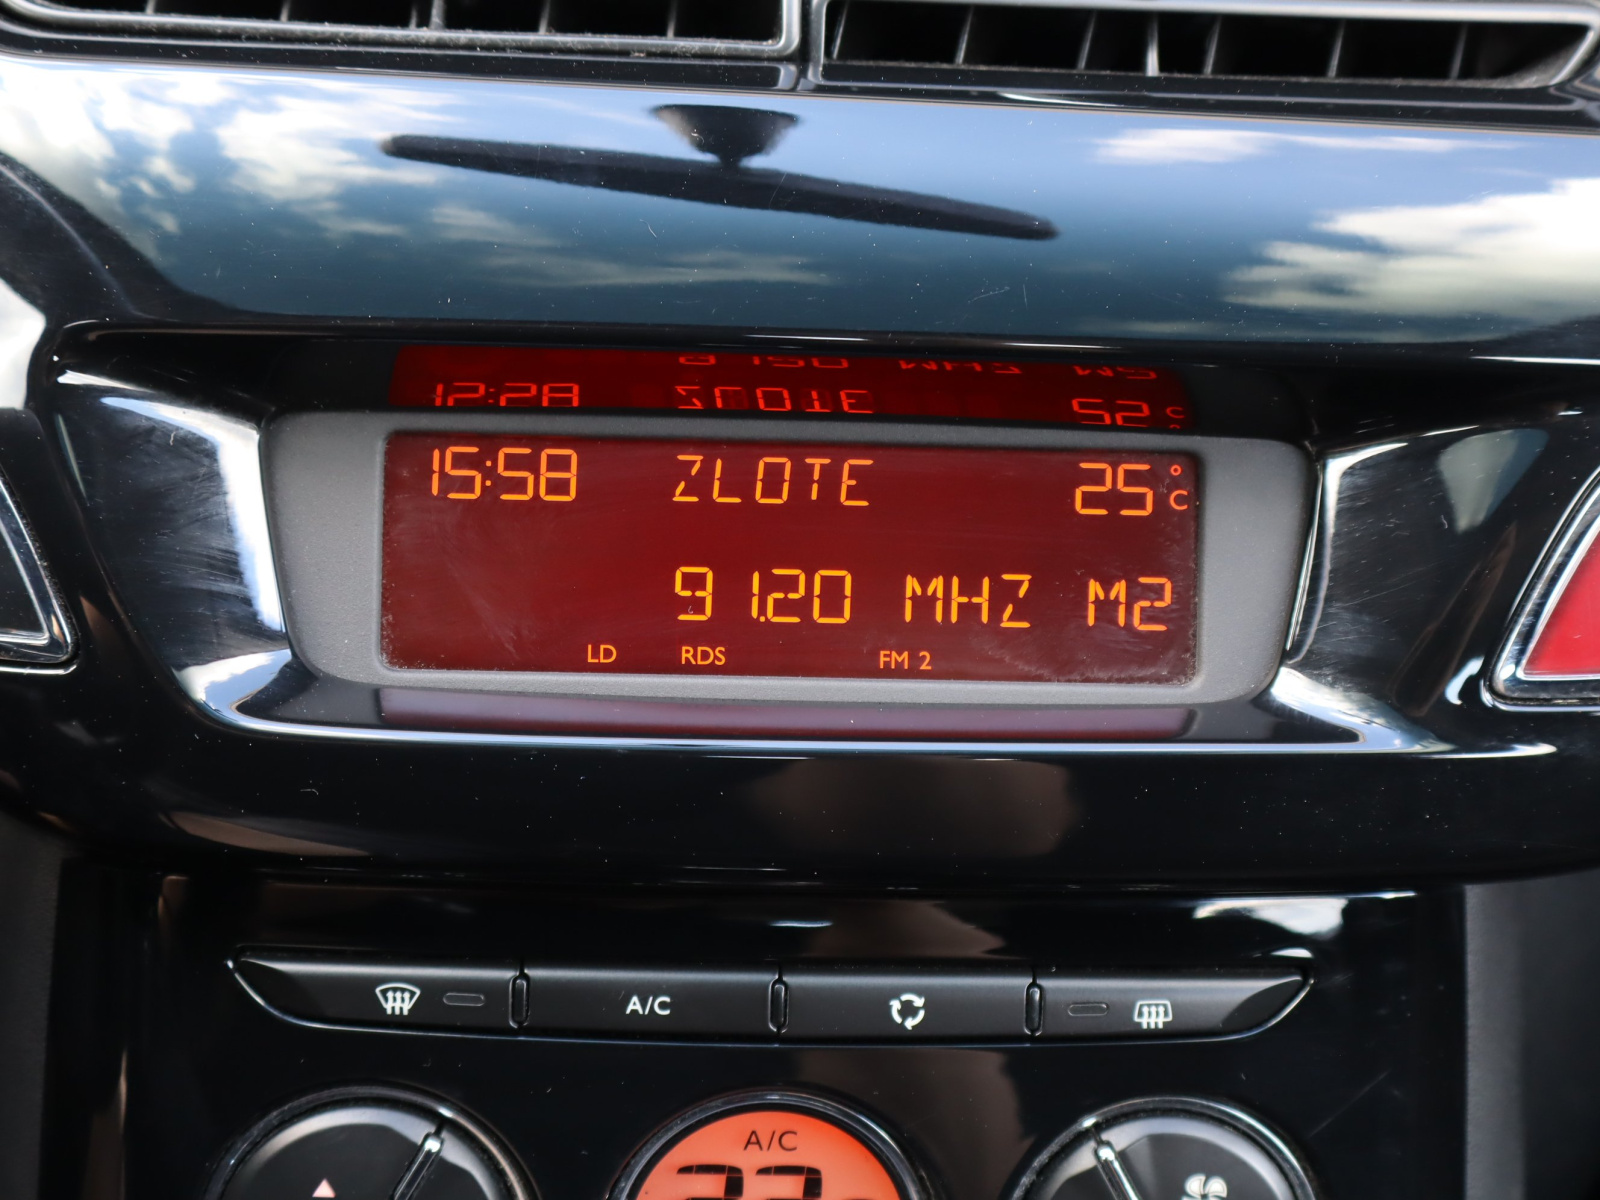 15:58 ZLOTE 25°C
91.20 MHZ M2
LD RDS FM 2
A/C
A/C